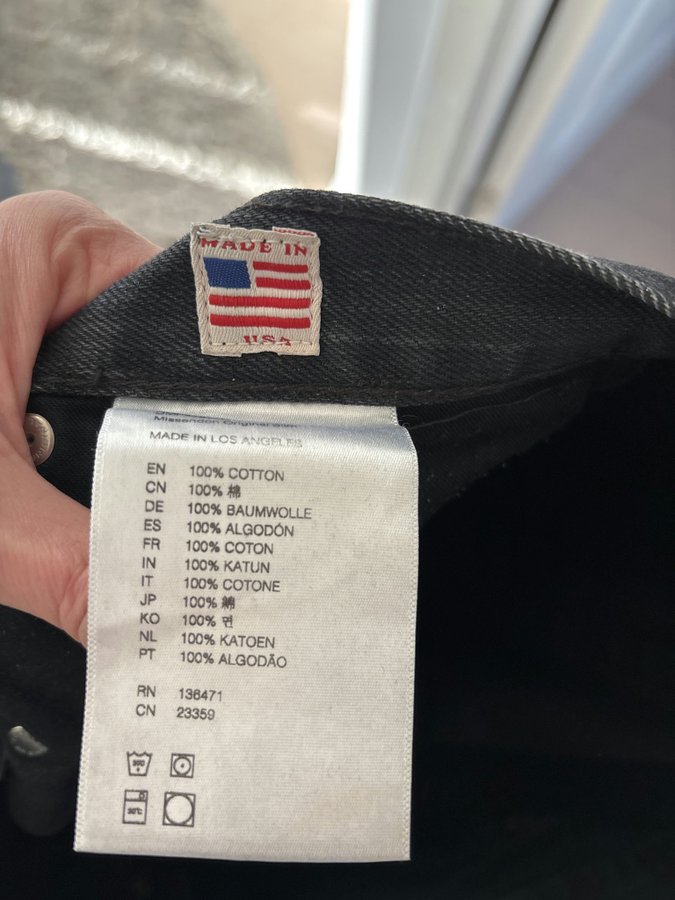 MADE IN
USA
MADE IN LOS ANGELES
EN 100% COTTON
CN 100% 棉
DE 100% BAUMWOLLE
ES 100% ALGODÓN
FR 100% COTON
IN 100% KATUN
IT 100% COTONE
JP 100% 綿
KO 100% 면
NL 100% KATOEN
PT 100% ALGODÃO
RN 136471
CN 23359
30°C